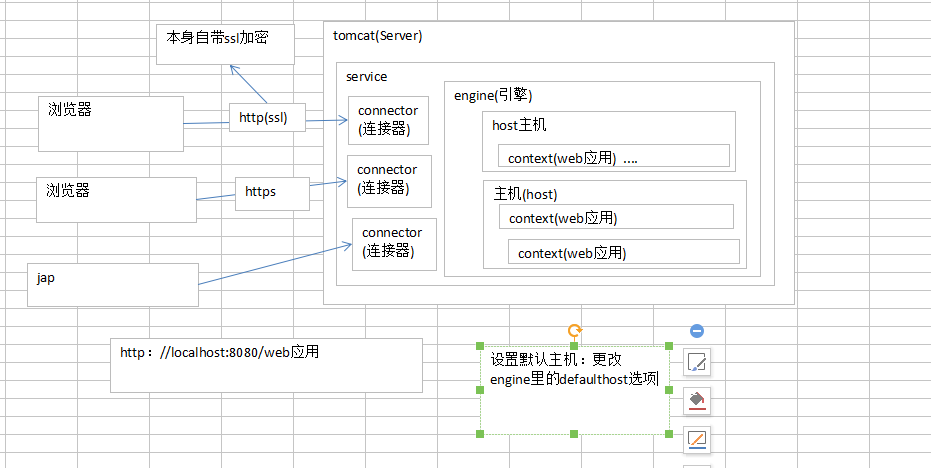 本身自带ssl加密
tomcat(Server)
service
engine(引擎)
浏览器
http(ssl)
connector
(连接器)
host主机
context(web应用) ....
浏览器
https
connector
(连接器)
主机(host)
context(web应用)
connector
(连接器)
context(web应用)
jap
http：//localhost:8080/web应用
设置默认主机：更改
engine里的defaulthost选项